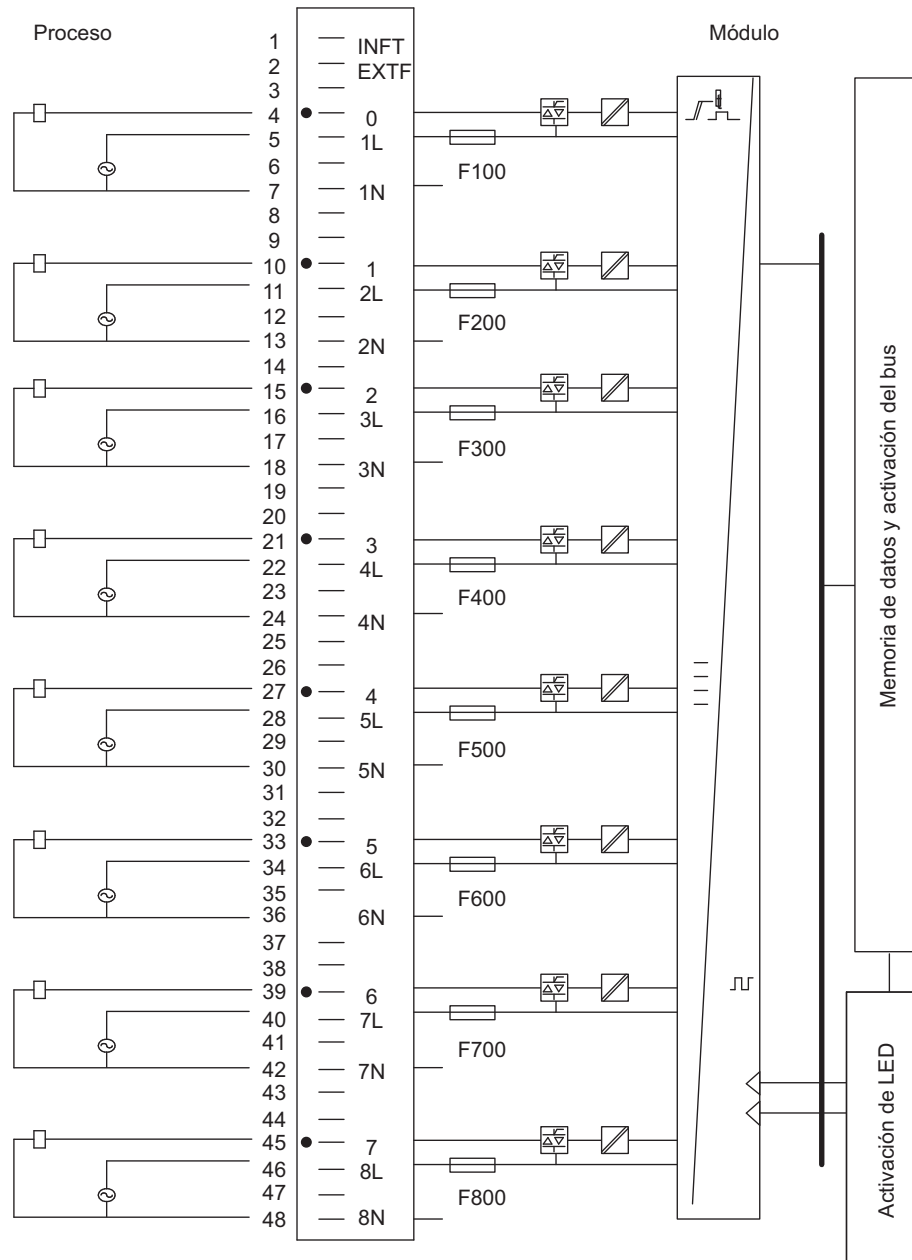 Proceso
Módulo
1 INFT
2 EXTF
3
4 0
5 1L
F100
6
7 1N
8
9
10 1
11 2L
F200
12
13 2N
14
15 2
16 3L
F300
17
18 3N
19
20
21 3
22 4L
F400
23
24 4N
25
26
27 4
28 5L
F500
29
30 5N
31
32
33 5
34 6L
F600
35
36 6N
37
38
39 6
40 7L
F700
41
42 7N
43
44
45 7
46 8L
F800
47
48 8N
Memoria de datos y activación del bus
Activación de LED